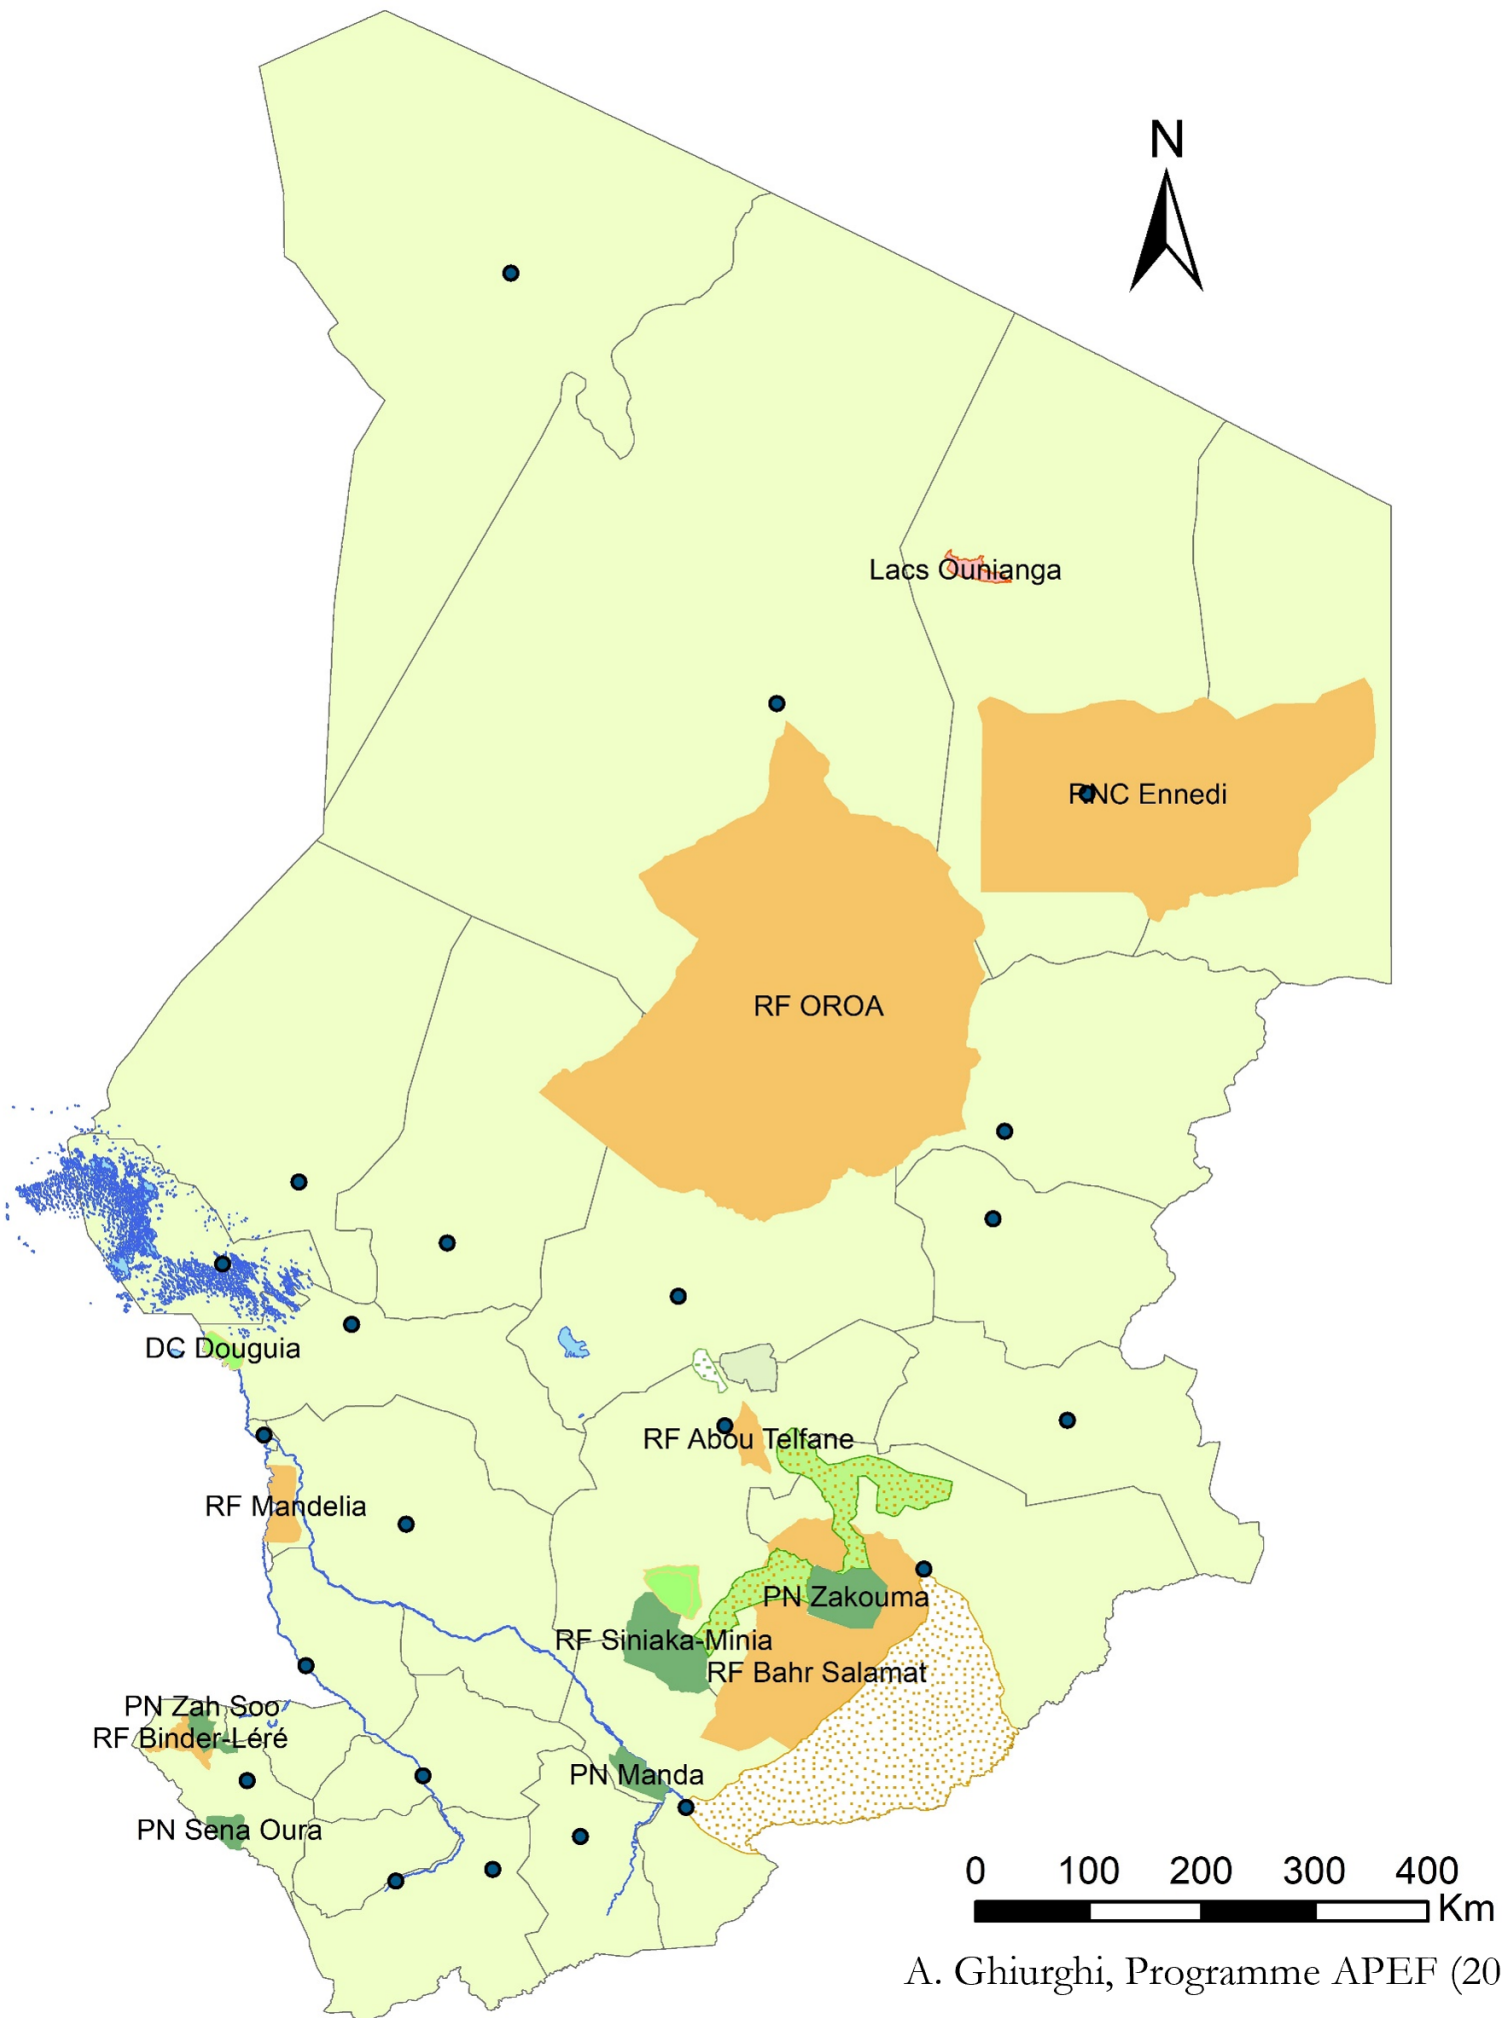 N
Lacs Ounianga
RNC Ennedi
RF OROA
DC Douguia
RF Abou Telfane
RF Mandelia
PN Zakouma
RF Siniaka-Minia
RF Bahr Salamat
PN Zah Soo
RF Binder-Léré
PN Manda
PN Sena Oura
0 100 200 300 400
Km
A. Ghiurghi, Programme APEF (20